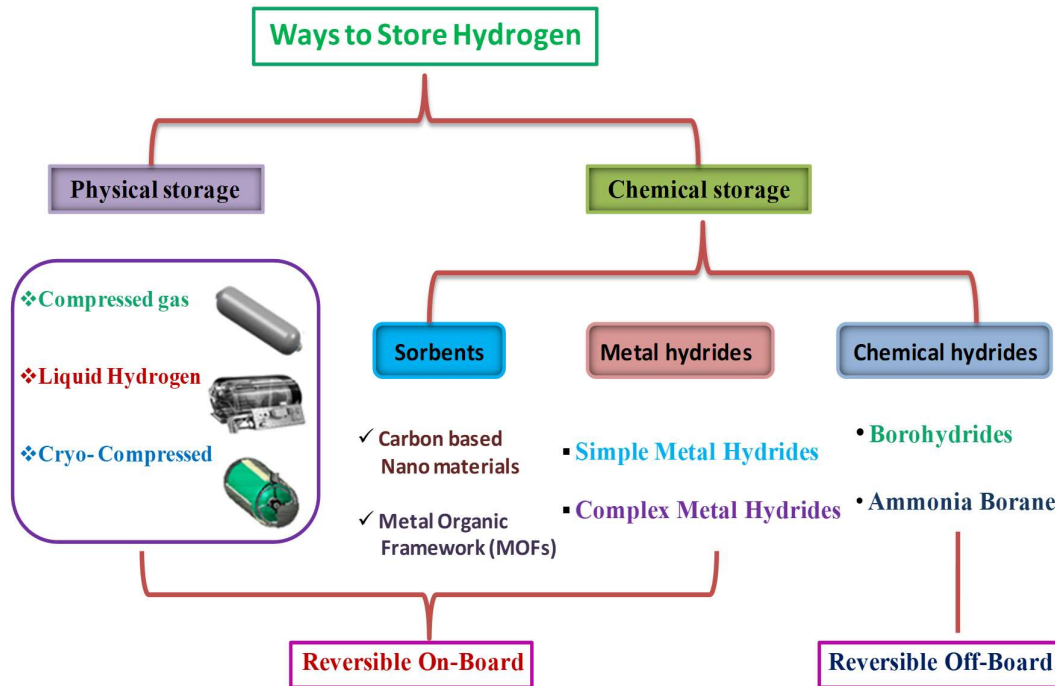 Ways to Store Hydrogen
Physical storage
Chemical storage
❖Compressed gas
❖Liquid Hydrogen
❖Cryo- Compressed
Sorbents
Metal hydrides
Chemical hydrides
✓ Carbon based
Nano materials
✓ Metal Organic
Framework (MOFs)
▪ Simple Metal Hydrides
▪ Complex Metal Hydrides
• Borohydrides
• Ammonia Borane
Reversible On-Board
Reversible Off-Board